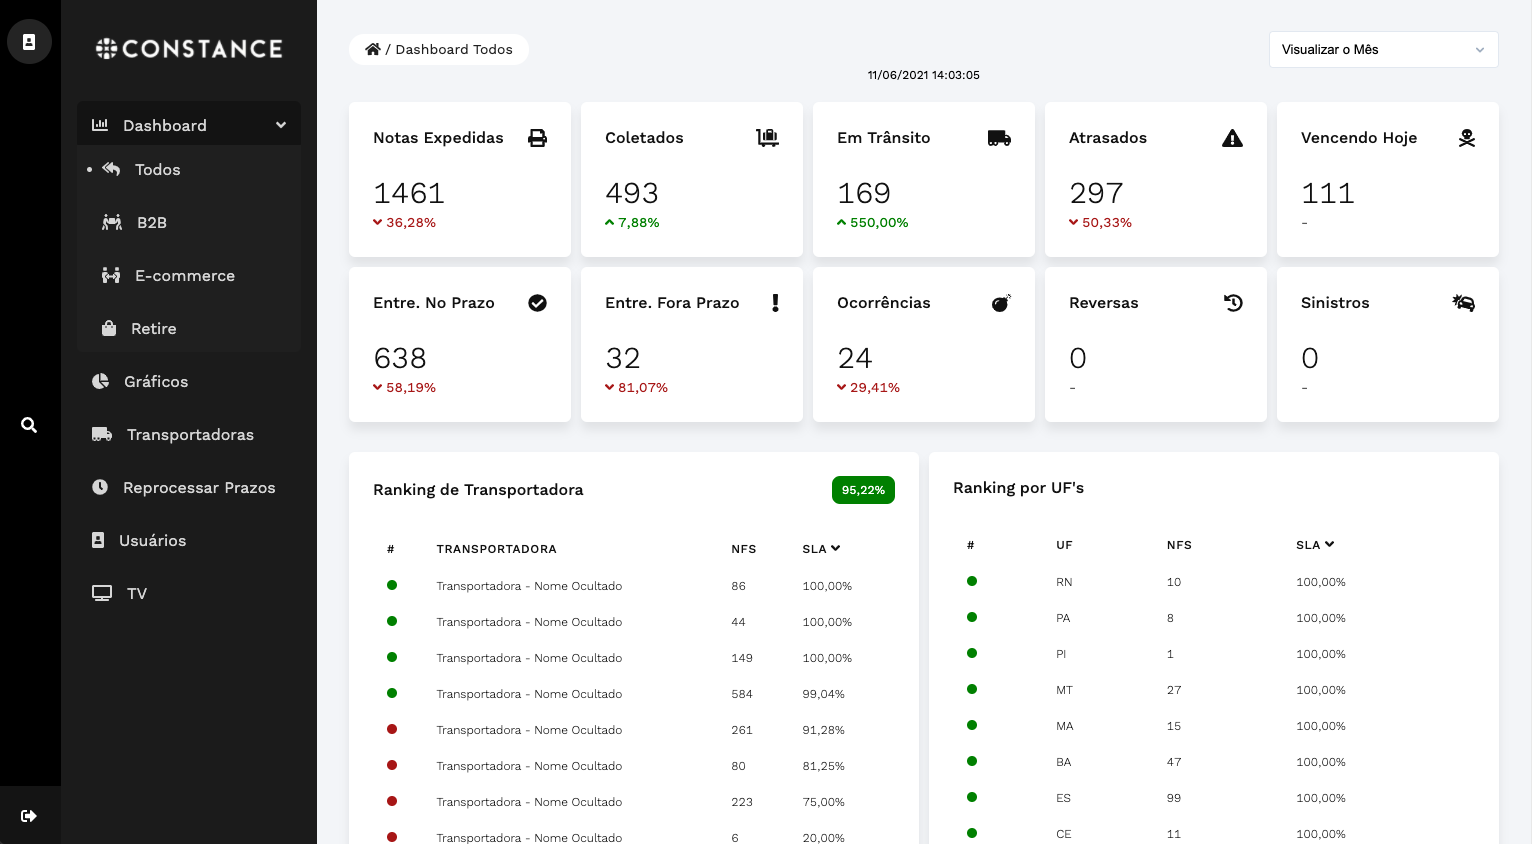 CONSTANCE
Dashboard
Todos
B2B
E-commerce
Retire
Gráficos
Transportadoras
Reprocessar Prazos
Usuários
TV
/ Dashboard Todos
Visualizar o Mês
11/06/2021 14:03:05
Notas Expedidas
1461
36,28%
Coletados
493
7,88%
Em Trânsito
169
550,00%
Atrasados
297
50,33%
Vencendo Hoje
111
-
Entre. No Prazo
638
58,19%
Entre. Fora Prazo
32
81,07%
Ocorrências
24
29,41%
Reversas
0
-
Sinistros
0
-
Ranking de Transportadora
95,22%
# TRANSPORTADORA NFS SLA
Transportadora - Nome Ocultado 86 100,00%
Transportadora - Nome Ocultado 44 100,00%
Transportadora - Nome Ocultado 149 100,00%
Transportadora - Nome Ocultado 584 99,04%
Transportadora - Nome Ocultado 261 91,28%
Transportadora - Nome Ocultado 80 81,25%
Transportadora - Nome Ocultado 223 75,00%
Transportadora - Nome Ocultado 6 20,00%
Ranking por UF's
# UF NFS SLA
RN 10 100,00%
PA 8 100,00%
PI 1 100,00%
MT 27 100,00%
MA 15 100,00%
BA 47 100,00%
ES 99 100,00%
CE 11 100,00%